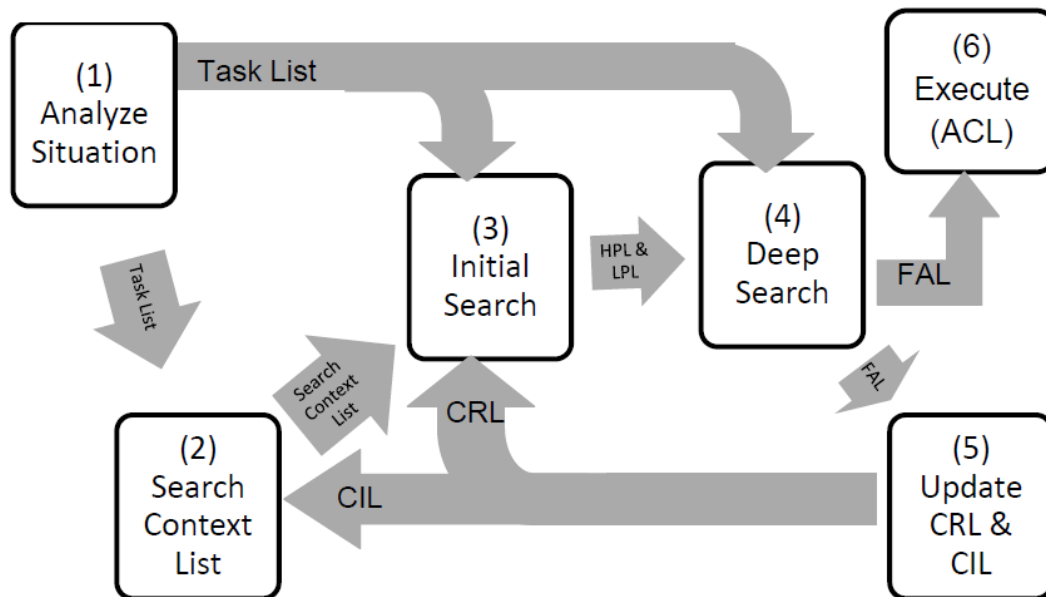 (1)
Analyze
Situation
Task List
(6)
Execute
(ACL)
(3)
Initial
Search
HPL &
LPL
(4)
Deep
Search
FAL
Task List
Search
Context
List
CRL
FAL
(2)
Search
Context
List
CIL
(5)
Update
CRL &
CIL